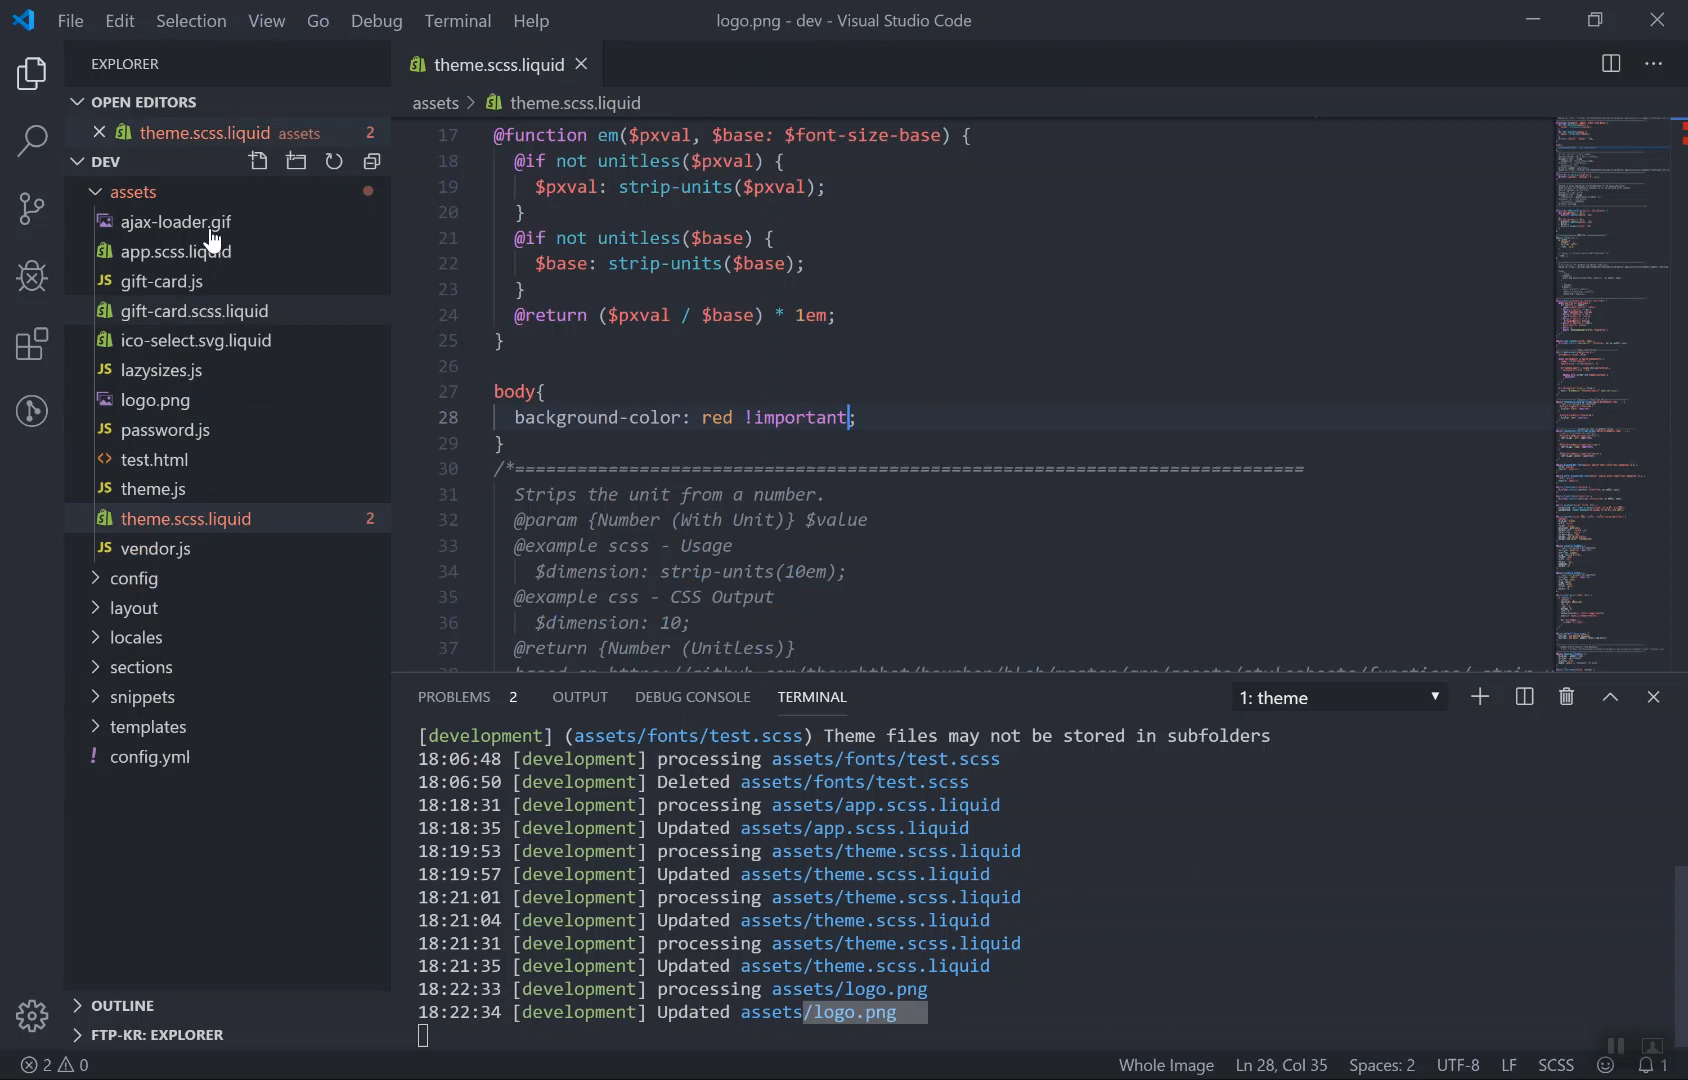 File Edit Selection View Go Debug Terminal Help
logo.png - dev - Visual Studio Code
EXPLORER
OPEN EDITORS
theme.scss.liquid assets 2
DEV
assets
ajax-loader.gif
app.scss.liquid
JS gift-card.js
gift-card.scss.liquid
ico-select.svg.liquid
JS lazysizes.js
logo.png
JS password.js
<> test.html
JS theme.js
theme.scss.liquid 2
JS vendor.js
config
layout
locales
sections
snippets
templates
! config.yml
OUTLINE
FTP-KR: EXPLORER
theme.scss.liquid
assets > theme.scss.liquid
17 @function em($pxval, $base: $font-size-base) {
18 @if not unitless($pxval) {
19 $pxval: strip-units($pxval);
20 }
21 @if not unitless($base) {
22 $base: strip-units($base);
23 }
24 @return ($pxval / $base) * 1em;
25 }
26
27 body{
28 background-color: red !important;
29 }
30 /*============================================================================
31 Strips the unit from a number.
32 @param {Number (With Unit)} $value
33 @example scss - Usage
34 $dimension: strip-units(10em);
35 @example css - CSS Output
36 $dimension: 10;
37 @return {Number (Unitless)}
PROBLEMS 2 OUTPUT DEBUG CONSOLE TERMINAL
1: theme
[development] (assets/fonts/test.scss) Theme files may not be stored in subfolders
18:06:48 [development] processing assets/fonts/test.scss
18:06:50 [development] Deleted assets/fonts/test.scss
18:18:31 [development] processing assets/app.scss.liquid
18:18:35 [development] Updated assets/app.scss.liquid
18:19:53 [development] processing assets/theme.scss.liquid
18:19:57 [development] Updated assets/theme.scss.liquid
18:21:01 [development] processing assets/theme.scss.liquid
18:21:04 [development] Updated assets/theme.scss.liquid
18:21:31 [development] processing assets/theme.scss.liquid
18:21:35 [development] Updated assets/theme.scss.liquid
18:22:33 [development] processing assets/logo.png
18:22:34 [development] Updated assets/logo.png
2 0
Whole Image Ln 28, Col 35 Spaces: 2 UTF-8 LF SCSS 1